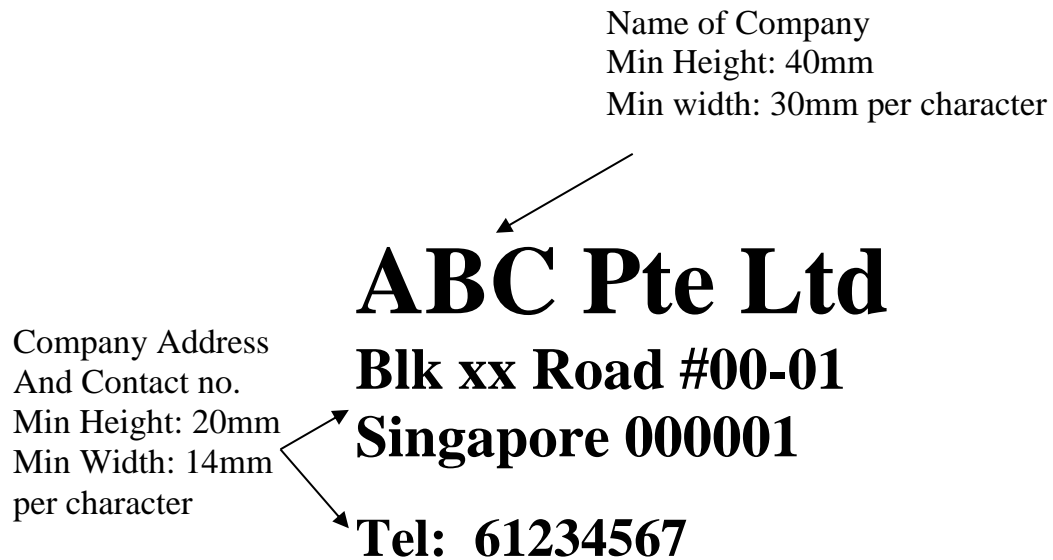 Name of Company
Min Height: 40mm
Min width: 30mm per character
ABC Pte Ltd
Blk xx Road #00-01
Singapore 000001
Tel:  61234567
Company Address
And Contact no.
Min Height: 20mm
Min Width: 14mm
per character